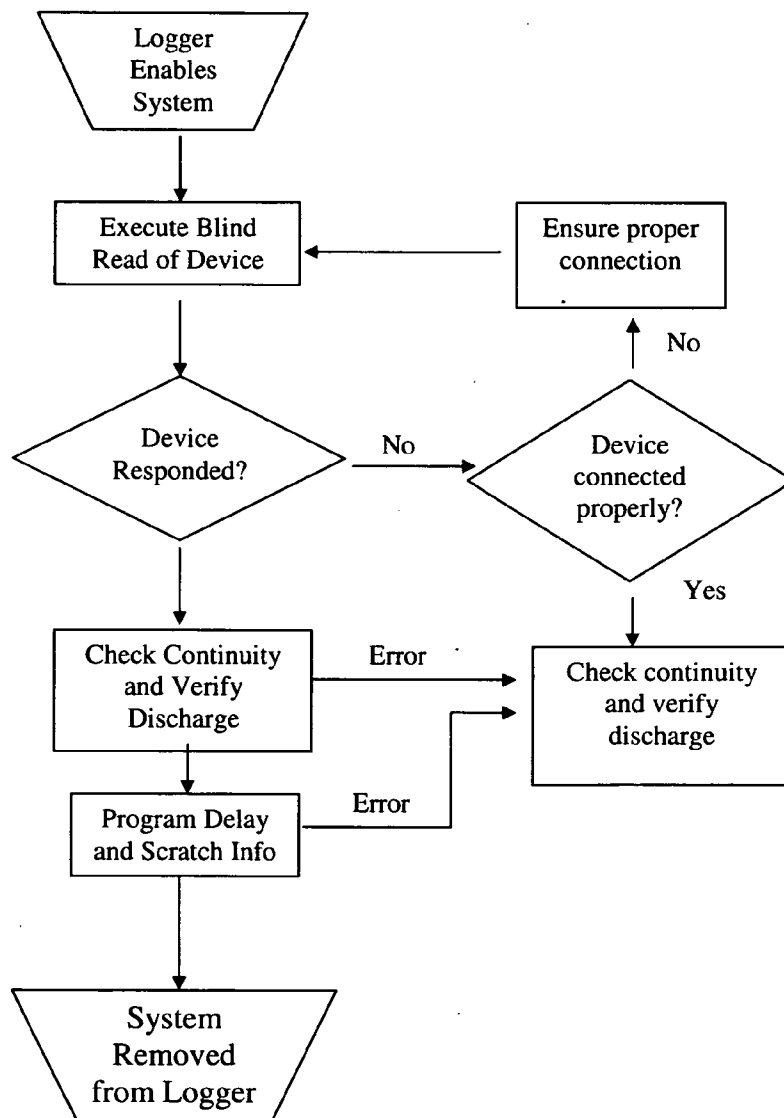 Logger
Enables
System
Execute Blind
Read of Device
Ensure proper
connection
No
Device
Responded?
No
Device
connected
properly?
Yes
Check Continuity
and Verify
Discharge
Error
Check continuity
and verify
discharge
Program Delay
and Scratch Info
Error
System
Removed
from Logger